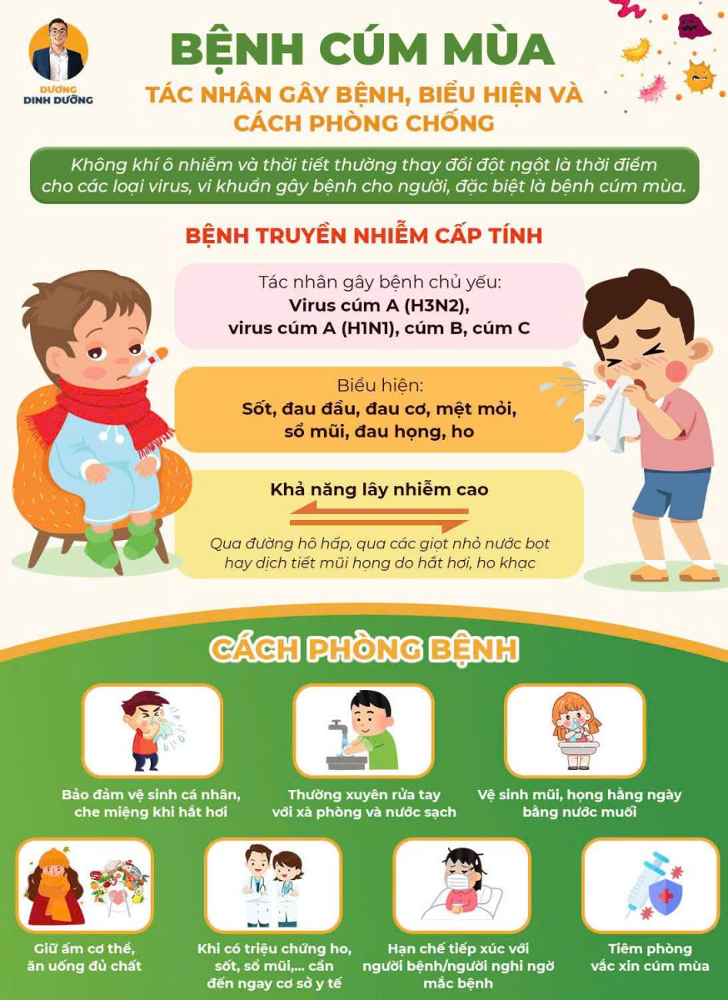 DƯƠNG
DINH DƯỠNG
BỆNH CÚM MÙA
TÁC NHÂN GÂY BỆNH, BIỂU HIỆN VÀ
CÁCH PHÒNG CHỐNG
Không khí ô nhiễm và thời tiết thường thay đổi đột ngột là thời điểm
cho các loại virus, vi khuẩn gây bệnh cho người, đặc biệt là bệnh cúm mùa.
BỆNH TRUYỀN NHIỄM CẤP TÍNH
Tác nhân gây bệnh chủ yếu:
Virus cúm A (H3N2),
virus cúm A (H1N1), cúm B, cúm C
Biểu hiện:
Sốt, đau đầu, đau cơ, mệt mỏi,
sổ mũi, đau họng, ho
Khả năng lây nhiễm cao
Qua đường hô hấp, qua các giọt nhỏ nước bọt
hay dịch tiết mũi họng do hắt hơi, ho khạc
CÁCH PHÒNG BỆNH
Bảo đảm vệ sinh cá nhân,
che miệng khi hắt hơi
Thường xuyên rửa tay
với xà phòng và nước sạch
Vệ sinh mũi, họng hằng ngày
bằng nước muối
Giữ ấm cơ thể,
ăn uống đủ chất
Khi có triệu chứng ho,
sốt, sổ mũi,... cần
đến ngay cơ sở y tế
Hạn chế tiếp xúc với
người bệnh/người nghi ngờ
mắc bệnh
Tiêm phòng
vắc xin cúm mùa